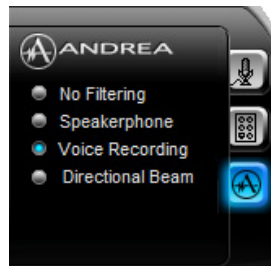 ANDREA
No Filtering
Speakerphone
Voice Recording
Directional Beam